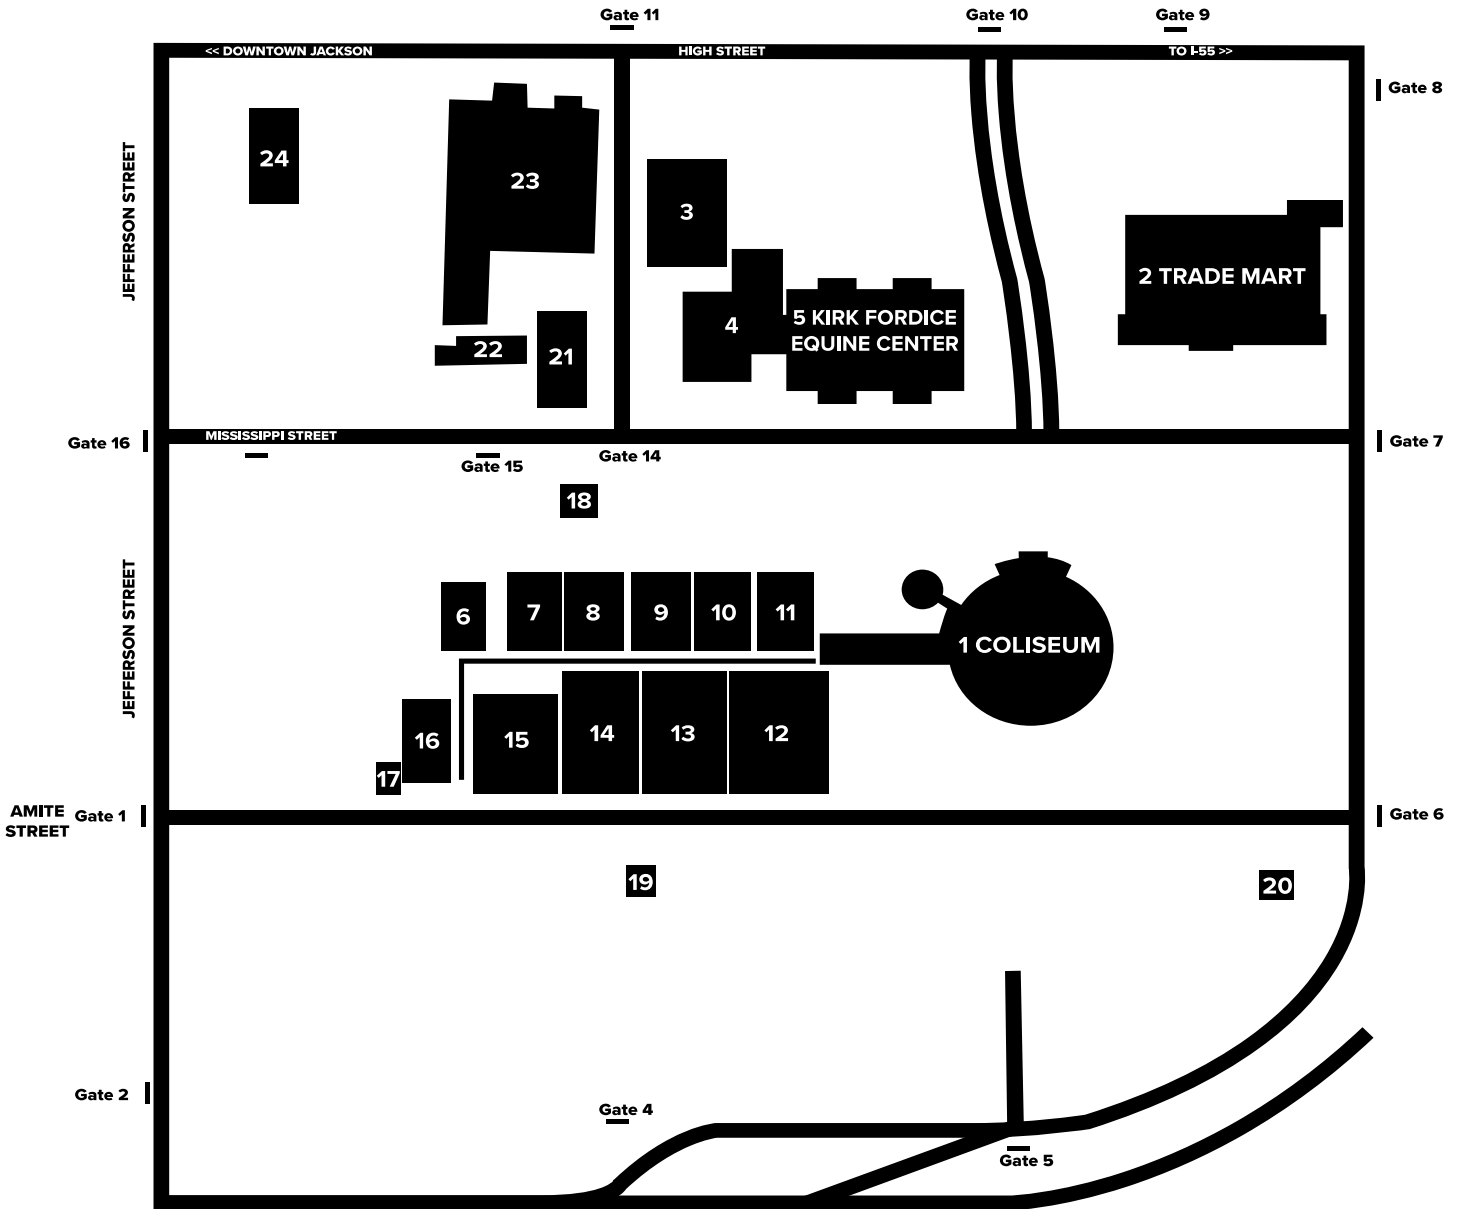 Gate 11
Gate 10
Gate 9
<< DOWNTOWN JACKSON
HIGH STREET
TO I-55 >>
Gate 8
JEFFERSON STREET
24
23
3
2 TRADE MART
4
5 KIRK FORDICE
EQUINE CENTER
22
21
Gate 16
MISSISSIPPI STREET
Gate 7
Gate 15
Gate 14
18
JEFFERSON STREET
6
7
8
9
10
11
1 COLISEUM
16
15
14
13
12
17
AMITE
STREET
Gate 1
Gate 6
19
20
Gate 2
Gate 4
Gate 5